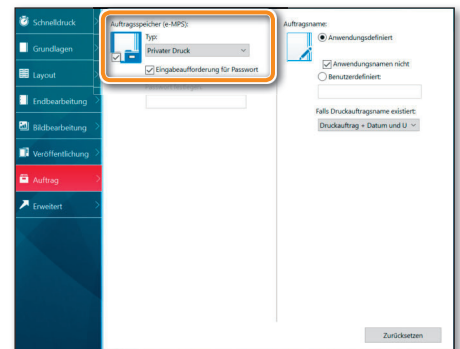 Schnelldruck
Grundlagen
Layout
Endbearbeitung
Bildbearbeitung
Veröffentlichung
Auftrag
Erweitert
Auftragsspeicher (e-MPS):
Typ:
Privater Druck
Eingabeaufforderung für Passwort
Auftragsname:
Anwendungsdefiniert
Anwendungsnamen nicht
Benutzerdefiniert:
Falls Druckauftragsname existiert:
Druckauftrag + Datum und U
Zurücksetzen